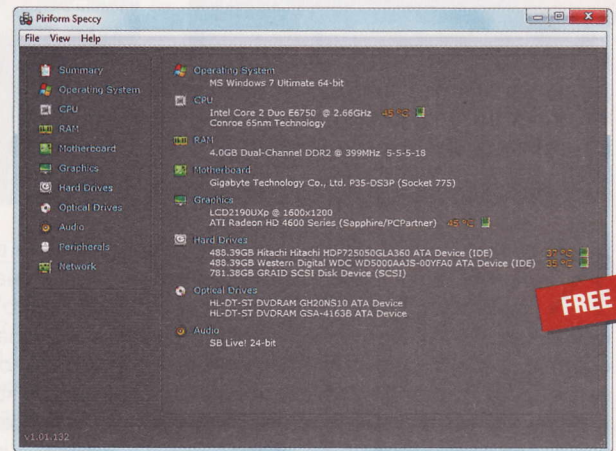 Piriform Speccy
File View Help
Summary
Operating System
CPU
RAM
Motherboard
Graphics
Hard Drives
Optical Drives
Audio
Peripherals
Network
Operating System
MS Windows 7 Ultimate 64-bit
CPU
Intel Core 2 Duo E6750 @ 2.66GHz 45 °C
Conroe 65nm Technology
RAM
4.0GB Dual-Channel DDR2 @ 399MHz 5-5-5-18
Motherboard
Gigabyte Technology Co., Ltd. P35-DS3P (Socket 775)
Graphics
LCD2190UXp @ 1600x1200
ATI Radeon HD 4600 Series (Sapphire/PCPartner) 45 °C
Hard Drives
488.39GB Hitachi Hitachi HDP725050GLA360 ATA Device (IDE) 37 °C
488.39GB Western Digital WDC WD5000AAJS-00YFA0 ATA Device (IDE) 35 °C
781.38GB GRAID SCSI Disk Device (SCSI)
Optical Drives
HL-DT-ST DVDRAM GH20NS10 ATA Device
HL-DT-ST DVDRAM GSA-4163B ATA Device
Audio
SB Live! 24-bit
FREE
v1.01.132